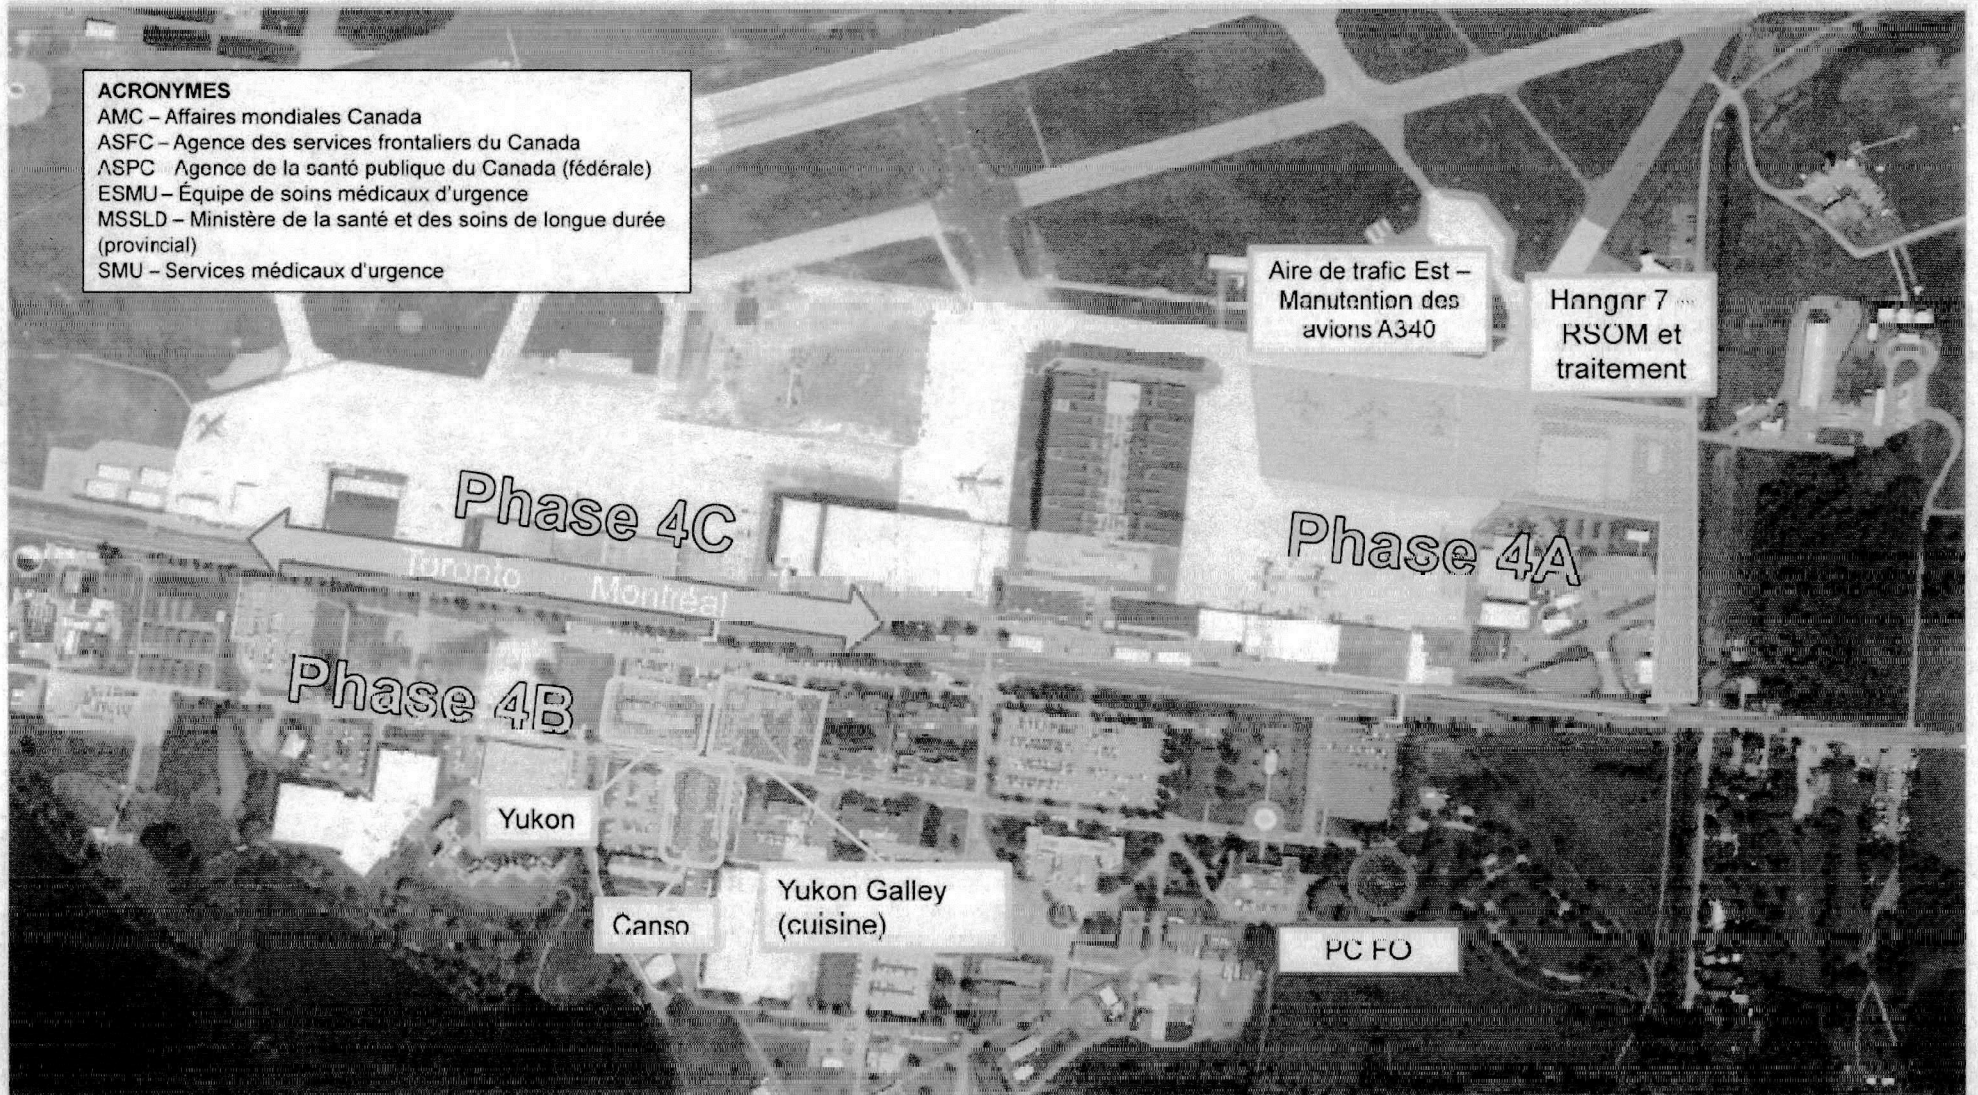 ACRONYMES
AMC – Affaires mondiales Canada
ASFC – Agence des services frontaliers du Canada
ASPC – Agence de la santé publique du Canada (fédérale)
ESMU – Équipe de soins médicaux d'urgence
MSSLD – Ministère de la santé et des soins de longue durée
(provincial)
SMU – Services médicaux d'urgence
Aire de trafic Est –
Manutention des
avions A340
Hangar 7 –
RSOM et
traitement
Phase 4C
Phase 4A
Toronto
Montréal
Phase 4B
Yukon
Yukon Galley
(cuisine)
Canso
PC FO